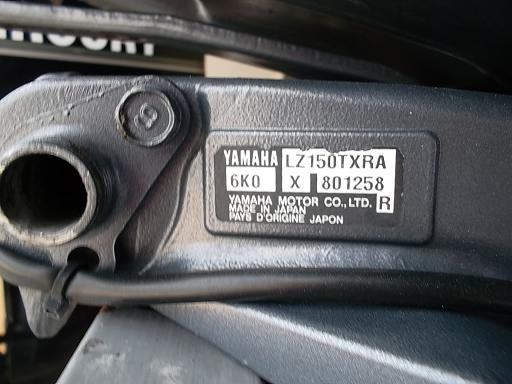 YAMAHA LZ150TXRA
6K0 X 801258
YAMAHA MOTOR CO., LTD.
MADE IN JAPAN R
PAYS D'ORIGINE JAPON